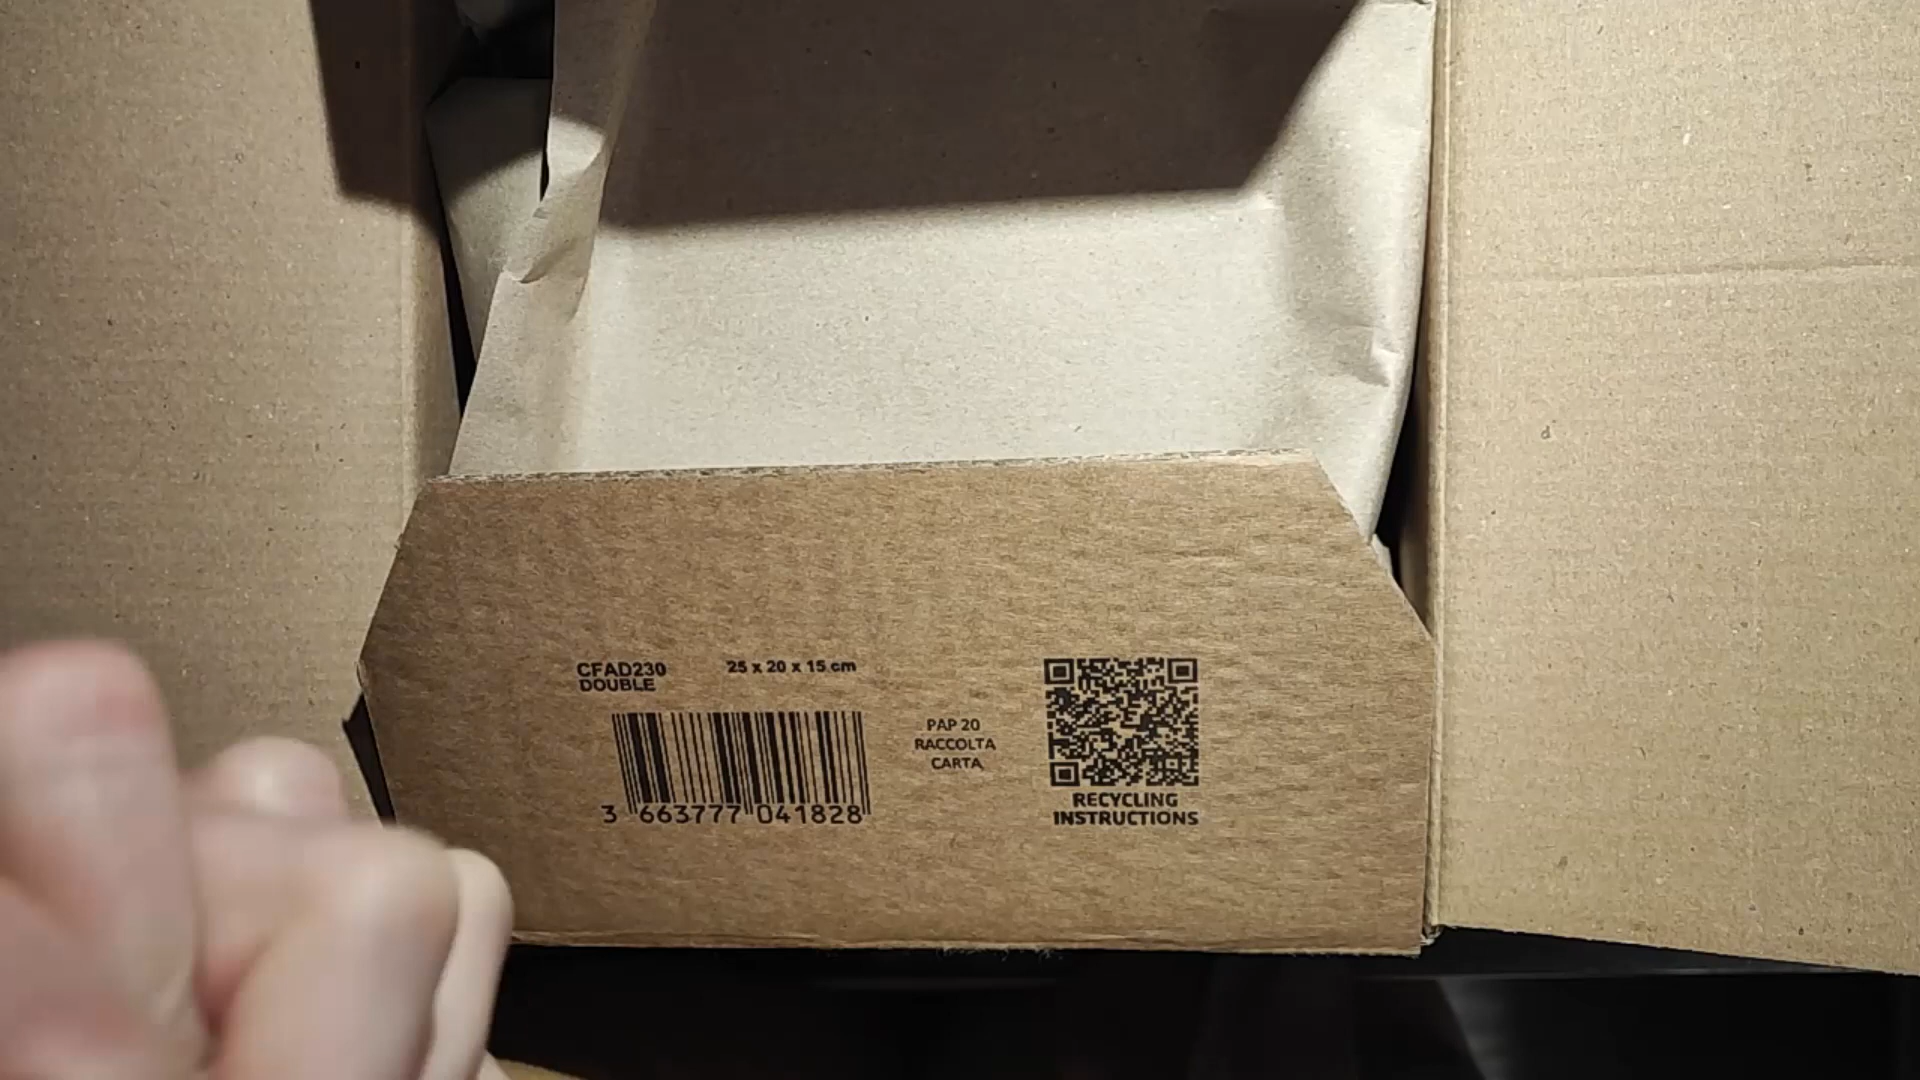 CFAD230
DOUBLE
25 x 20 x 15 cm
3 663777 041828
PAP 20
RACCOLTA
CARTA
RECYCLING
INSTRUCTIONS